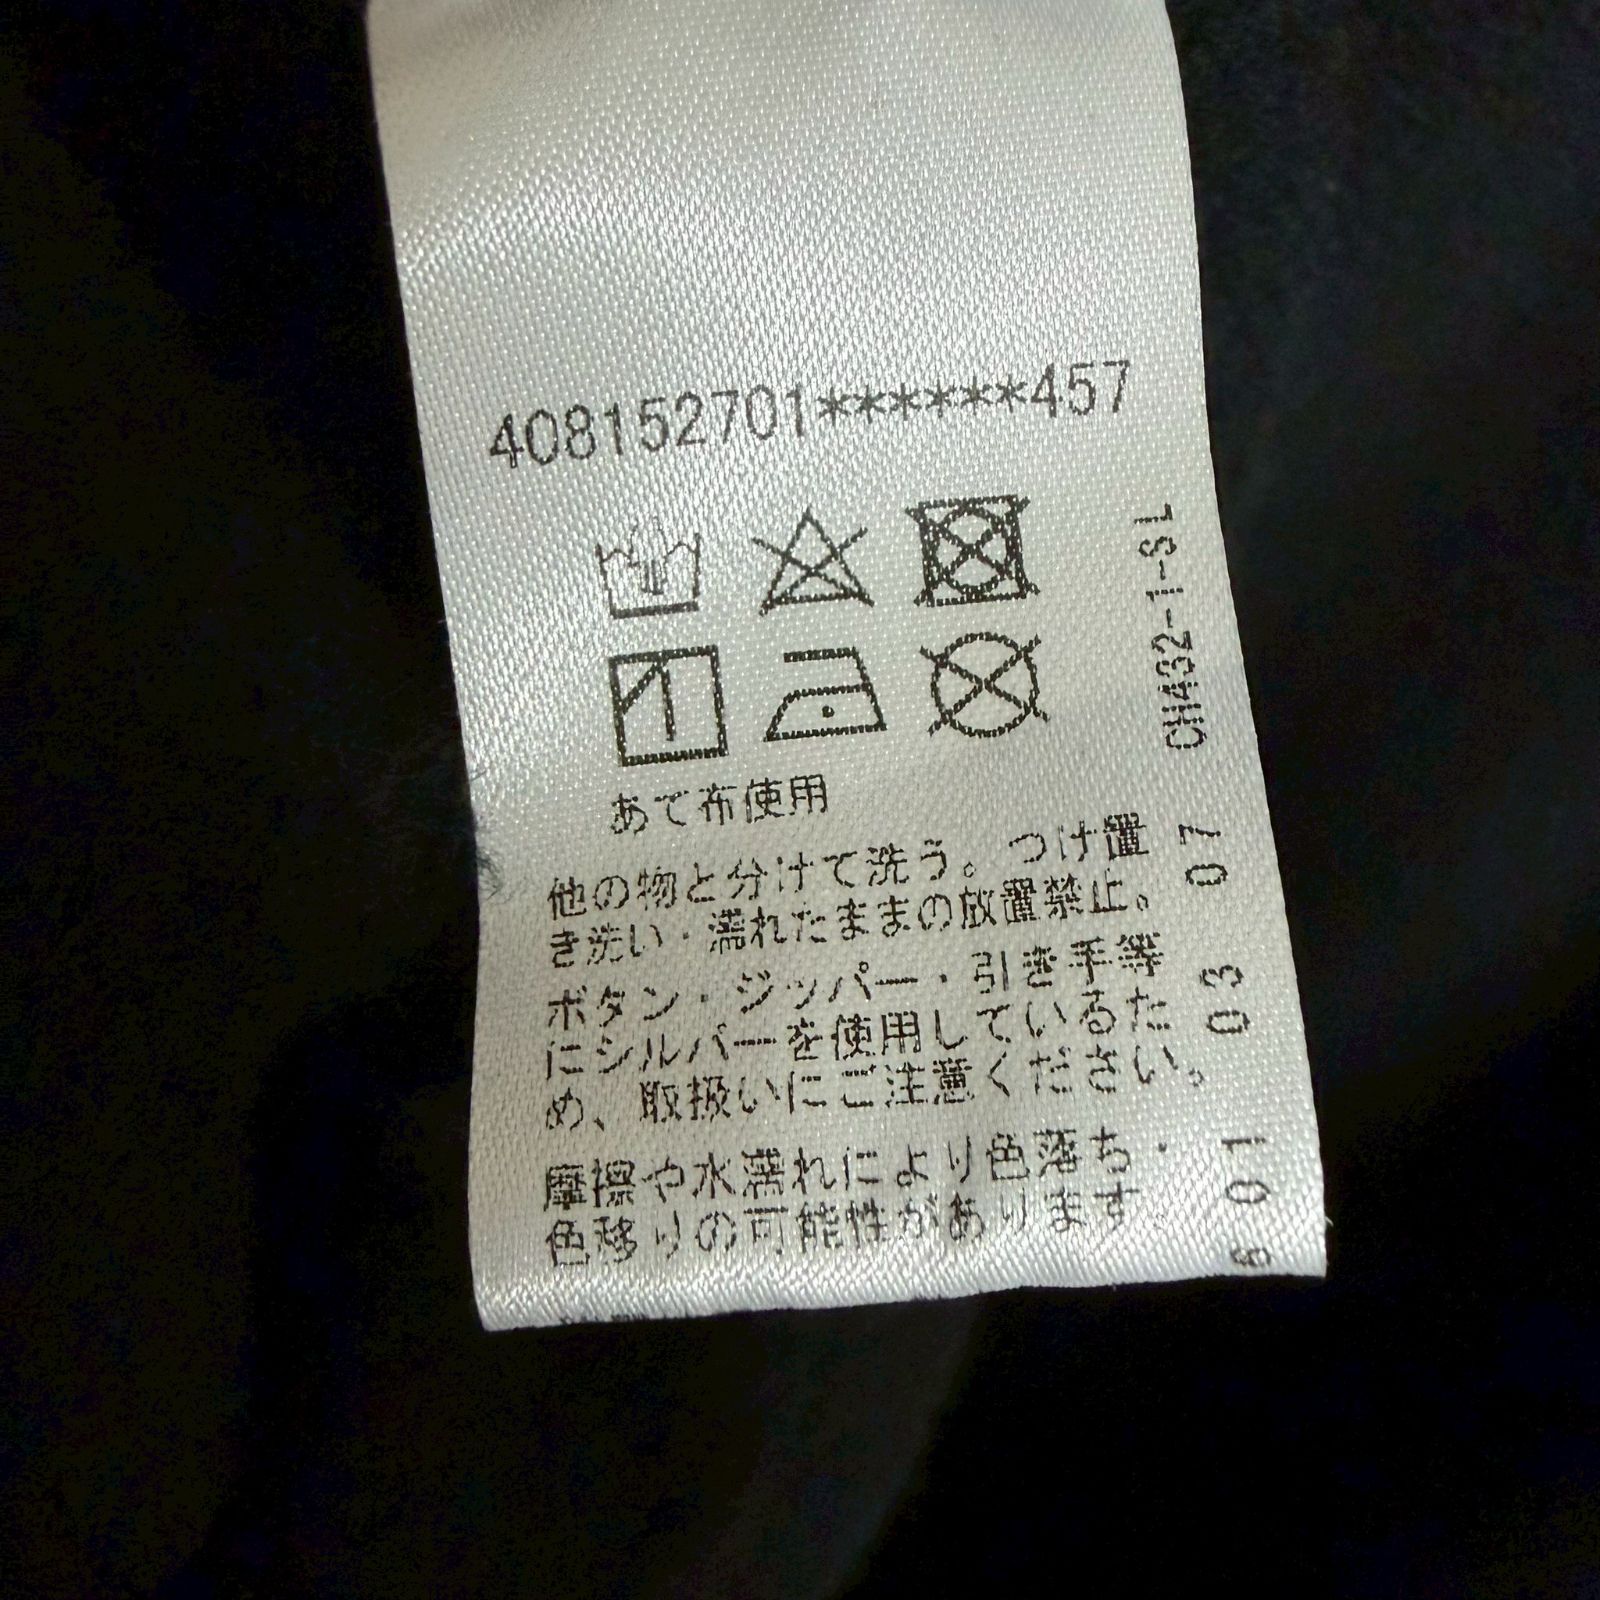 408152701******457
あて布使用
他の物と分けて洗う。つけ置
き洗い・濡れたままの放置禁止。
ボタン・ジッパー・引き手等
にシルバーを使用しているた
め、取扱いにご注意ください。
摩擦や水濡れにより色落ち・
色移りの可能性があります。
CHA32-1-SL
07
03
01